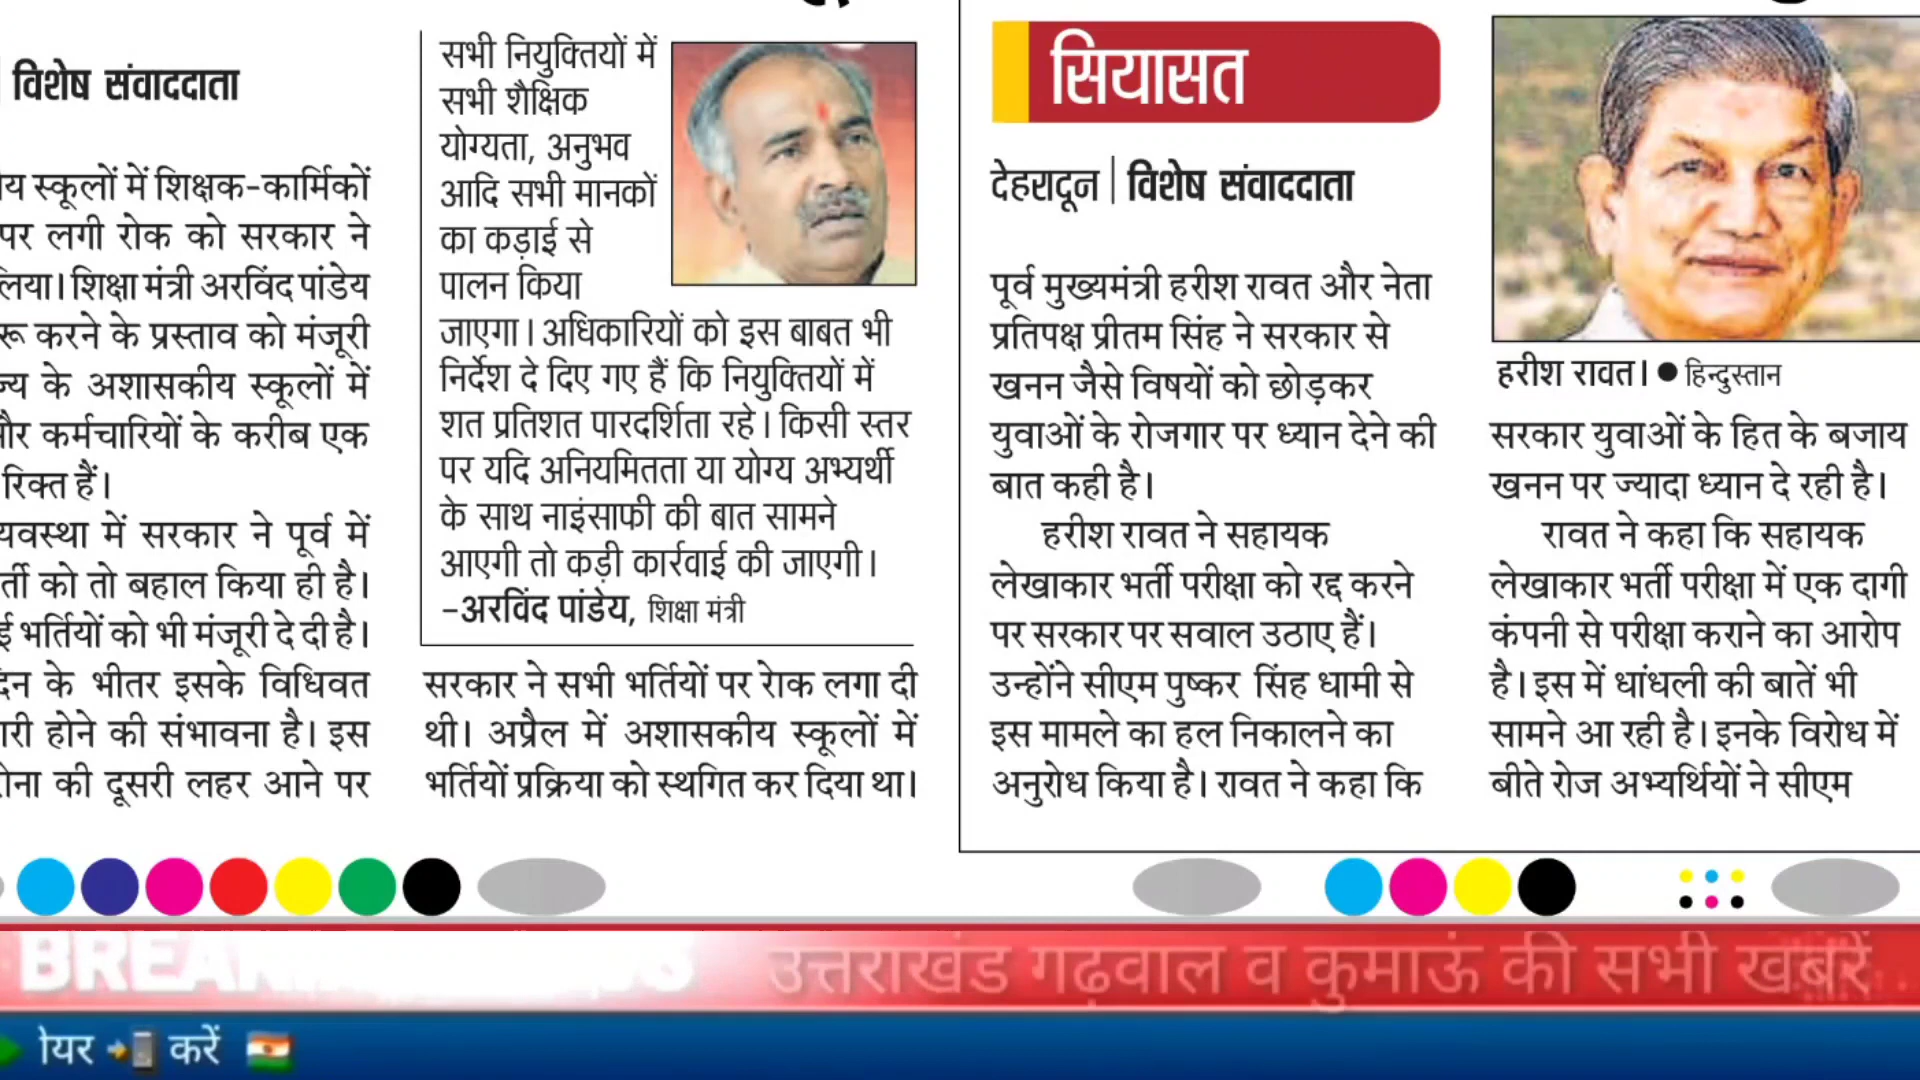 विशेष संवाददाता
स्कूलों में शिक्षक-कार्मिकों
पर लगी रोक को सरकार ने
शिक्षा मंत्री अरविंद पांडेय
करने के प्रस्ताव को मंजूरी
के अशासकीय स्कूलों में
कर्मचारियों के करीब एक
रिक्त हैं।
में सरकार ने पूर्व में
को तो बहाल किया ही है।
भर्तियों को भी मंजूरी दे दी है।
के भीतर इसके विधिवत
होने की संभावना है। इस
की दूसरी लहर आने पर
सभी नियुक्तियों में
सभी शैक्षिक
योग्यता, अनुभव
आदि सभी मानकों
का कड़ाई से
पालन किया
जाएगा। अधिकारियों को इस बाबत भी
निर्देश दे दिए गए हैं कि नियुक्तियों में
शत प्रतिशत पारदर्शिता रहे। किसी स्तर
पर यदि अनियमितता या योग्य अभ्यर्थी
के साथ नाइंसाफी की बात सामने
आएगी तो कड़ी कार्रवाई की जाएगी।
-अरविंद पांडेय, शिक्षा मंत्री
सरकार ने सभी भर्तियों पर रोक लगा दी
थी। अप्रैल में अशासकीय स्कूलों में
भर्तियों प्रक्रिया को स्थगित कर दिया था।
सियासत
देहरादून | विशेष संवाददाता
पूर्व मुख्यमंत्री हरीश रावत और नेता
प्रतिपक्ष प्रीतम सिंह ने सरकार से
खनन जैसे विषयों को छोड़कर
युवाओं के रोजगार पर ध्यान देने की
बात कही है।
हरीश रावत ने सहायक
लेखाकार भर्ती परीक्षा को रद्द करने
पर सरकार पर सवाल उठाए हैं।
उन्होंने सीएम पुष्कर सिंह धामी से
इस मामले का हल निकालने का
अनुरोध किया है। रावत ने कहा कि
हरीश रावत। ● हिन्दुस्तान
सरकार युवाओं के हित के बजाय
खनन पर ज्यादा ध्यान दे रही है।
रावत ने कहा कि सहायक
लेखाकार भर्ती परीक्षा में एक दागी
कंपनी से परीक्षा कराने का आरोप
है। इस में धांधली की बातें भी
सामने आ रही है। इनके विरोध में
बीते रोज अभ्यर्थियों ने सीएम
उत्तराखंड गढ़वाल व कुमाऊं की सभी खबरें
करें